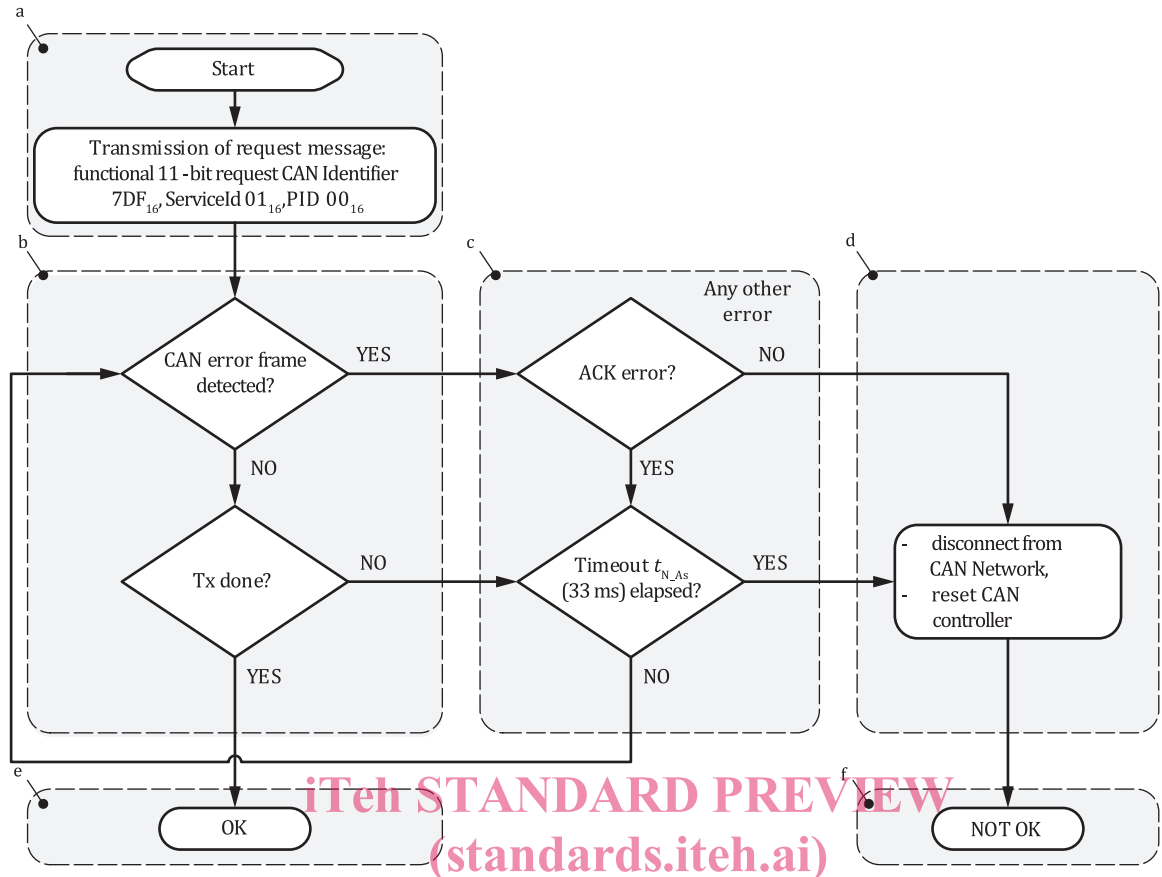 a
Start
Transmission of request message:
functional 11 -bit request CAN Identifier
7DF₁₆, ServiceId 01₁₆,PID 00₁₆
b
c
d
Any other
error
CAN error frame
detected?
YES
ACK error?
NO
NO
YES
Tx done?
NO
Timeout t_N_As
(33 ms) elapsed?
YES
- disconnect from
CAN Network,
- reset CAN
controller
YES
NO
e
f
iTeh STANDARD PREVIEW
OK
NOT OK
(standards.iteh.ai)